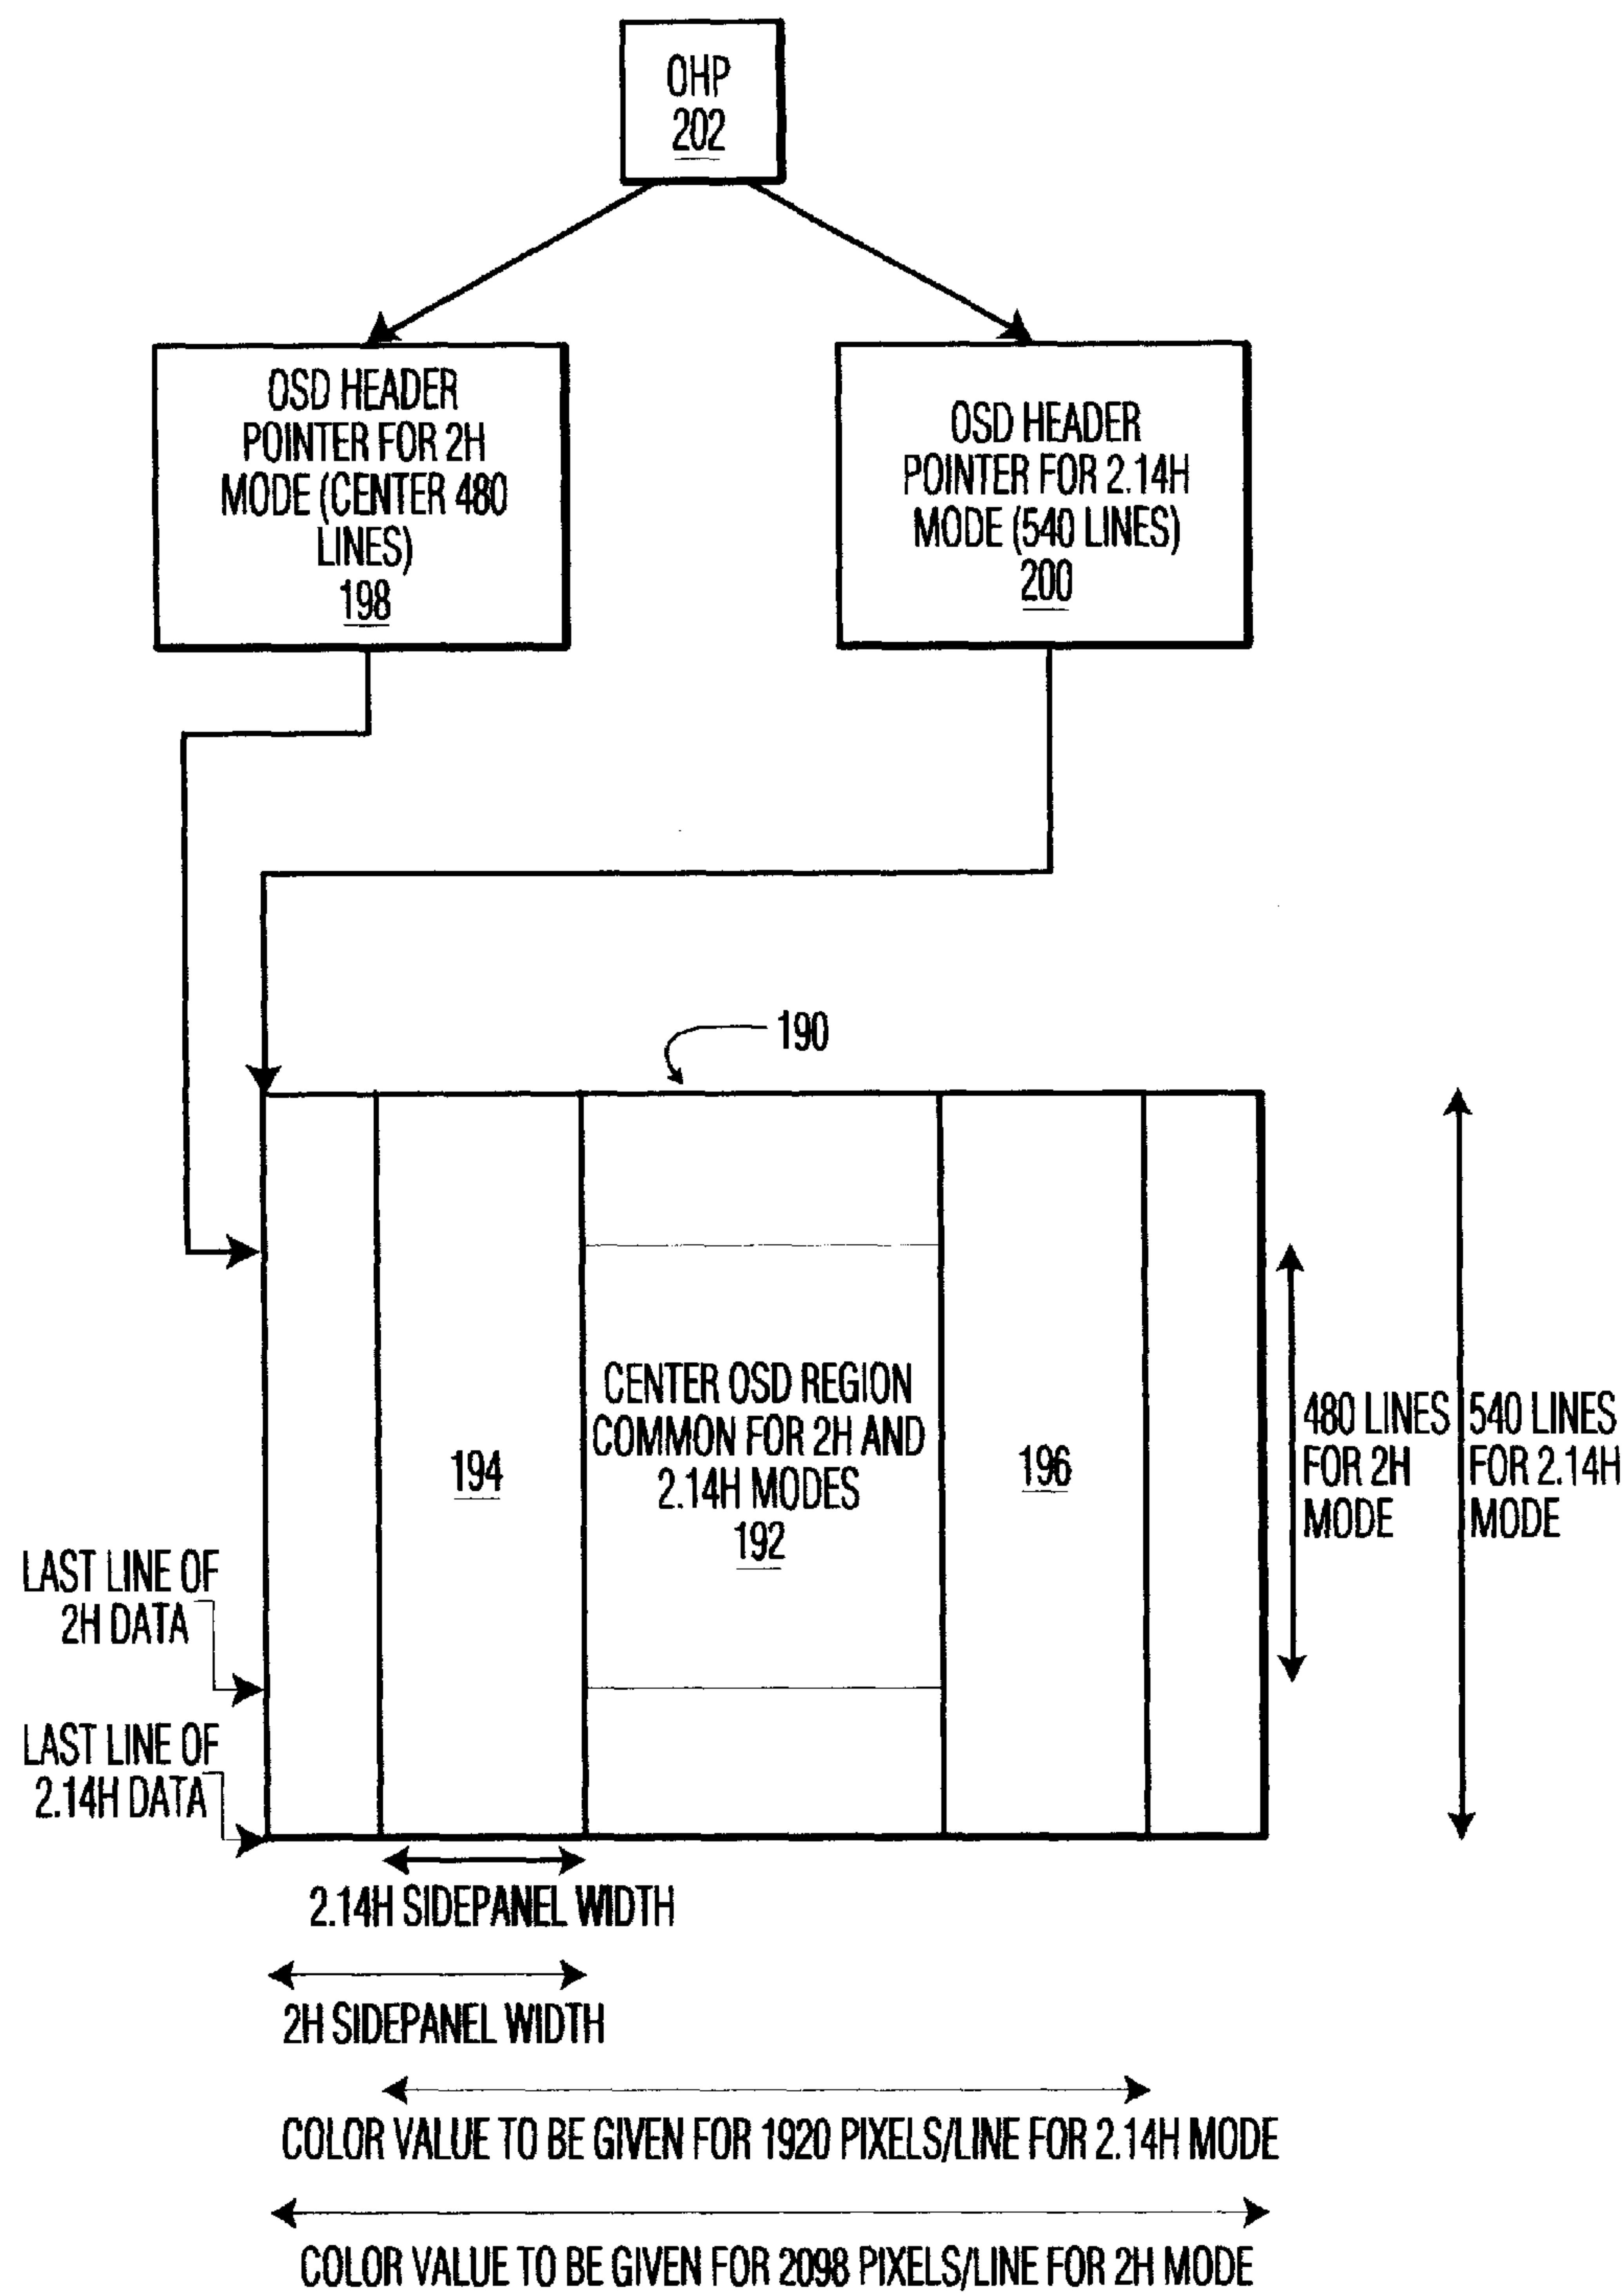 OHP
202
OSD HEADER
POINTER FOR 2H
MODE (CENTER 480
LINES)
198
OSD HEADER
POINTER FOR 2.14H
MODE (540 LINES)
200
190
CENTER OSD REGION
COMMON FOR 2H AND
2.14H MODES
192
194
196
480 LINES
FOR 2H
MODE
540 LINES
FOR 2.14H
MODE
LAST LINE OF
2H DATA
LAST LINE OF
2.14H DATA
2.14H SIDEPANEL WIDTH
2H SIDEPANEL WIDTH
COLOR VALUE TO BE GIVEN FOR 1920 PIXELS/LINE FOR 2.14H MODE
COLOR VALUE TO BE GIVEN FOR 2098 PIXELS/LINE FOR 2H MODE